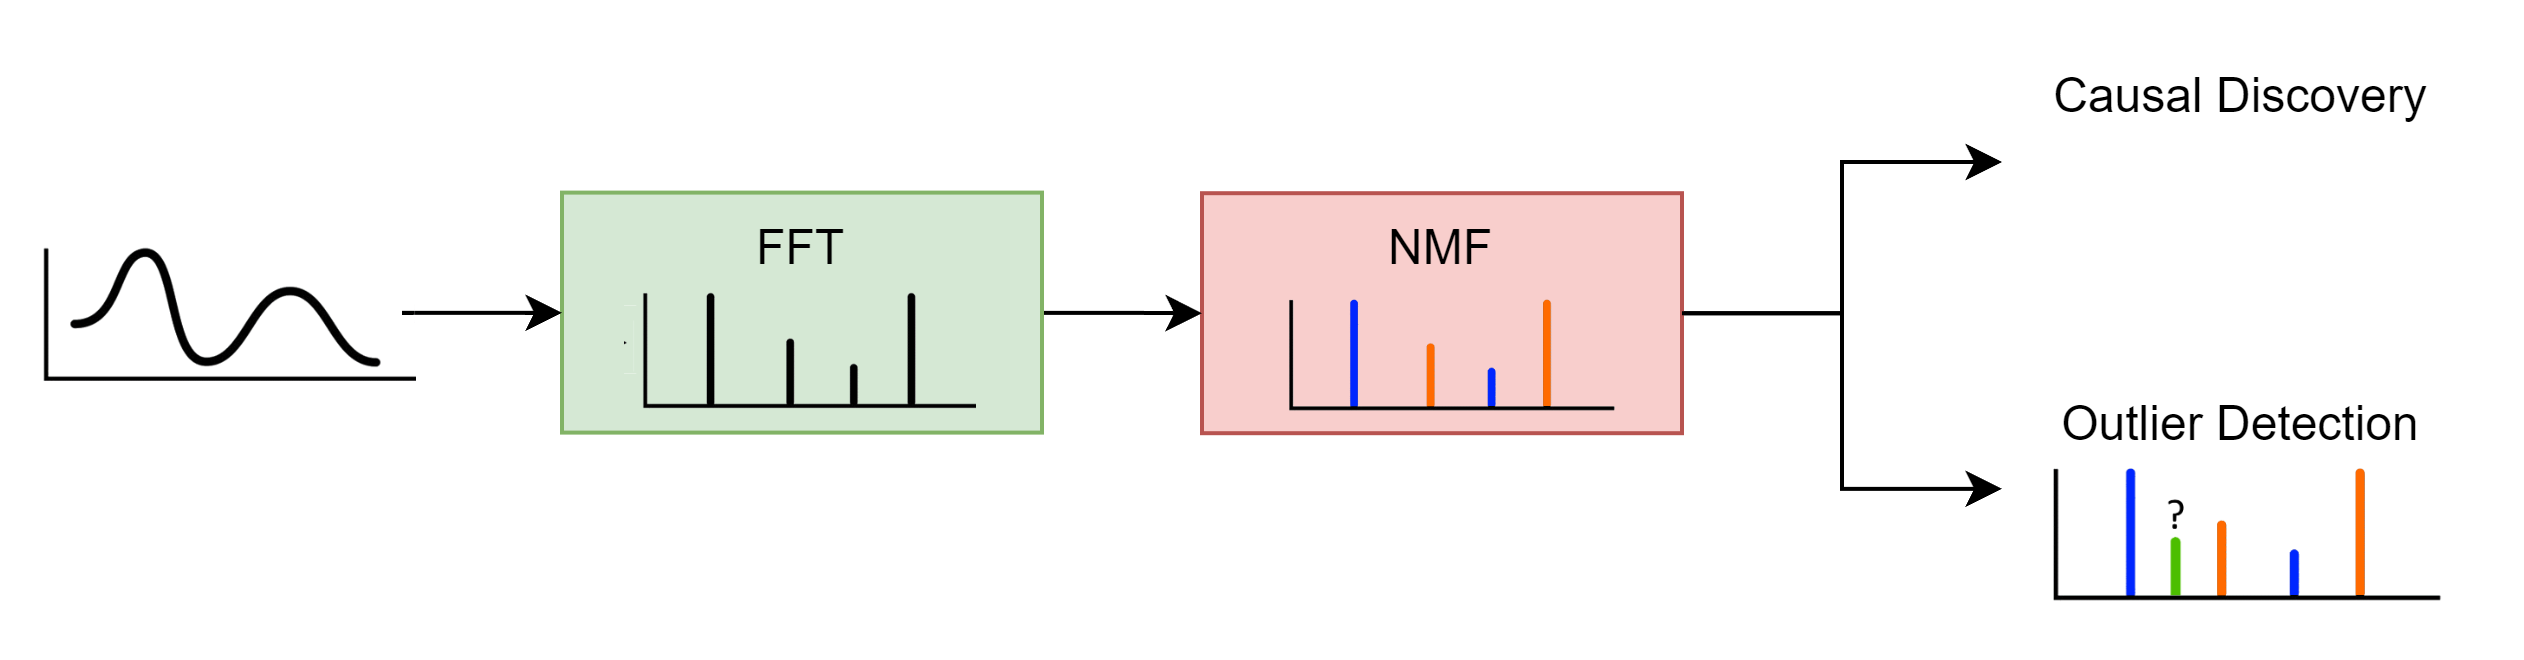 FFT
NMF
Causal Discovery
Outlier Detection
?